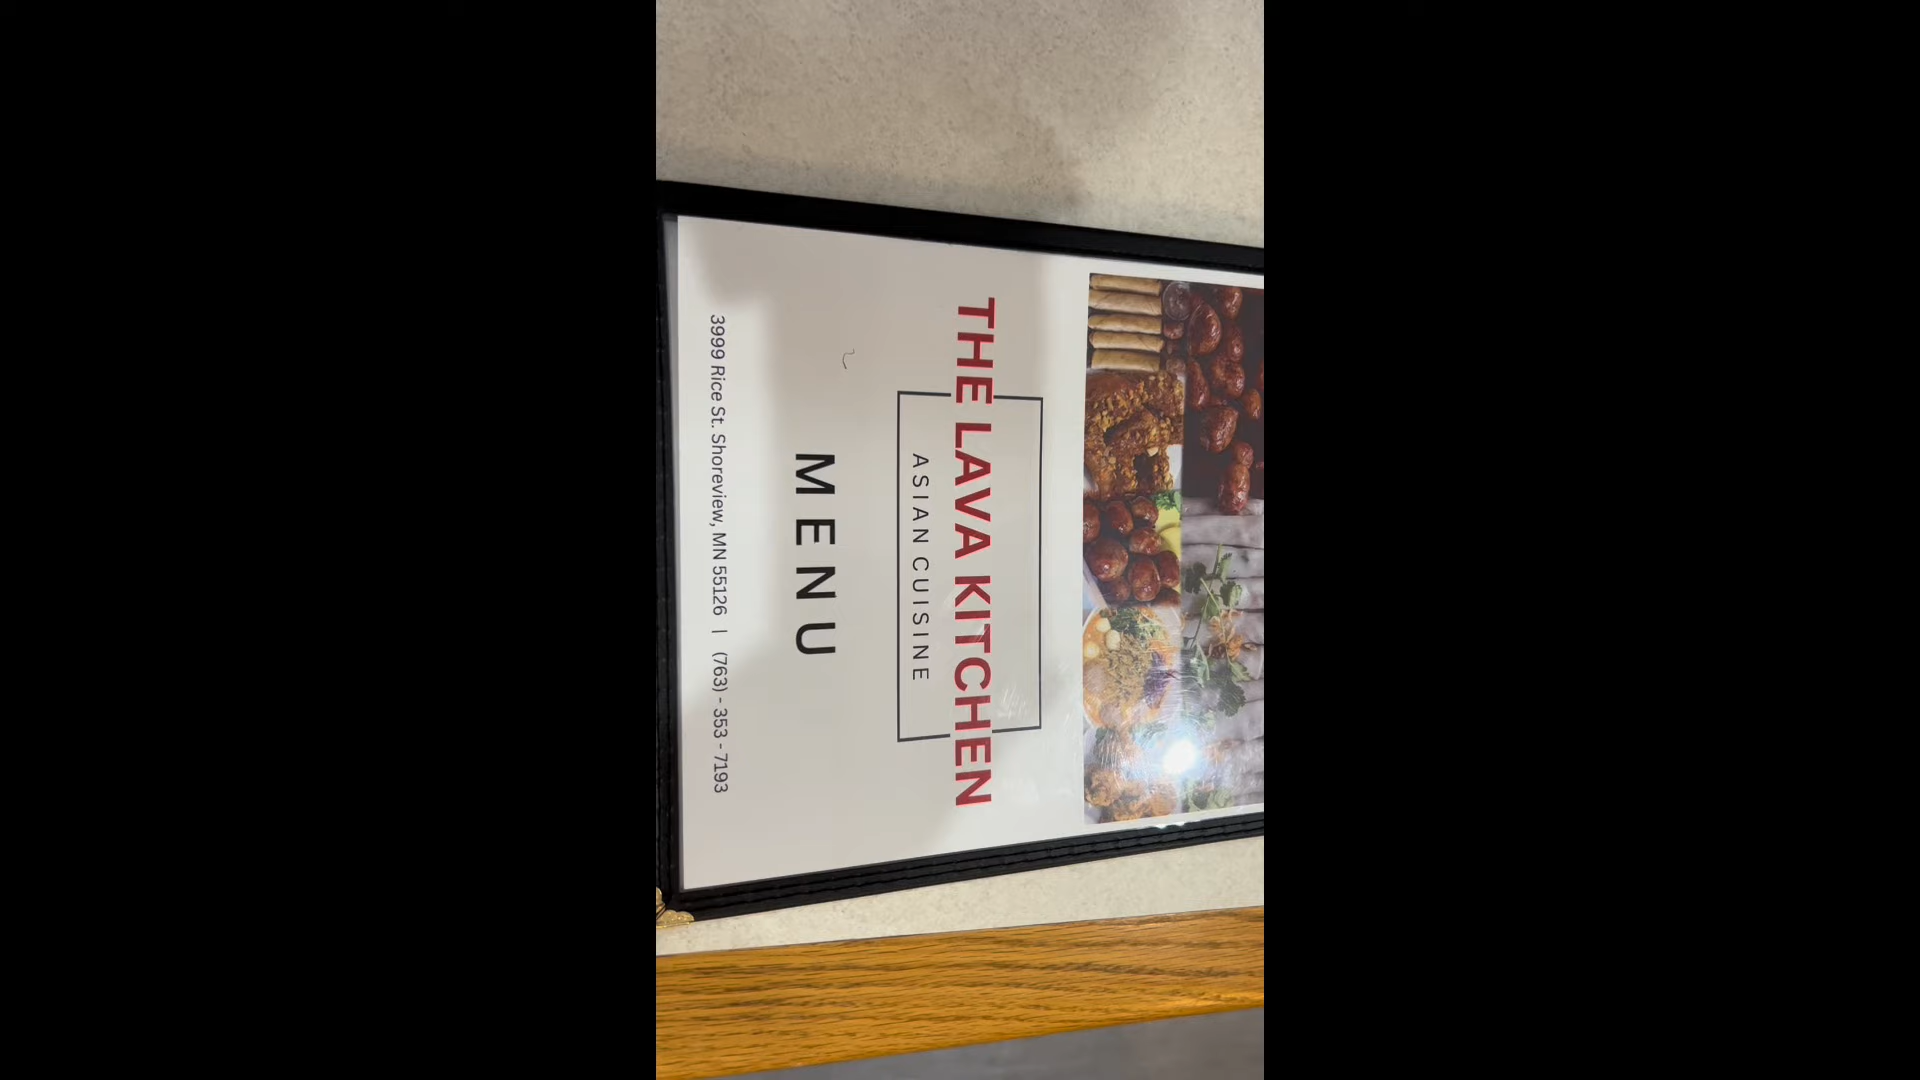 THE LAVA KITCHEN
ASIAN CUISINE
MENU
3999 Rice St. Shoreview, MN 55126 | (763) - 353 - 7193